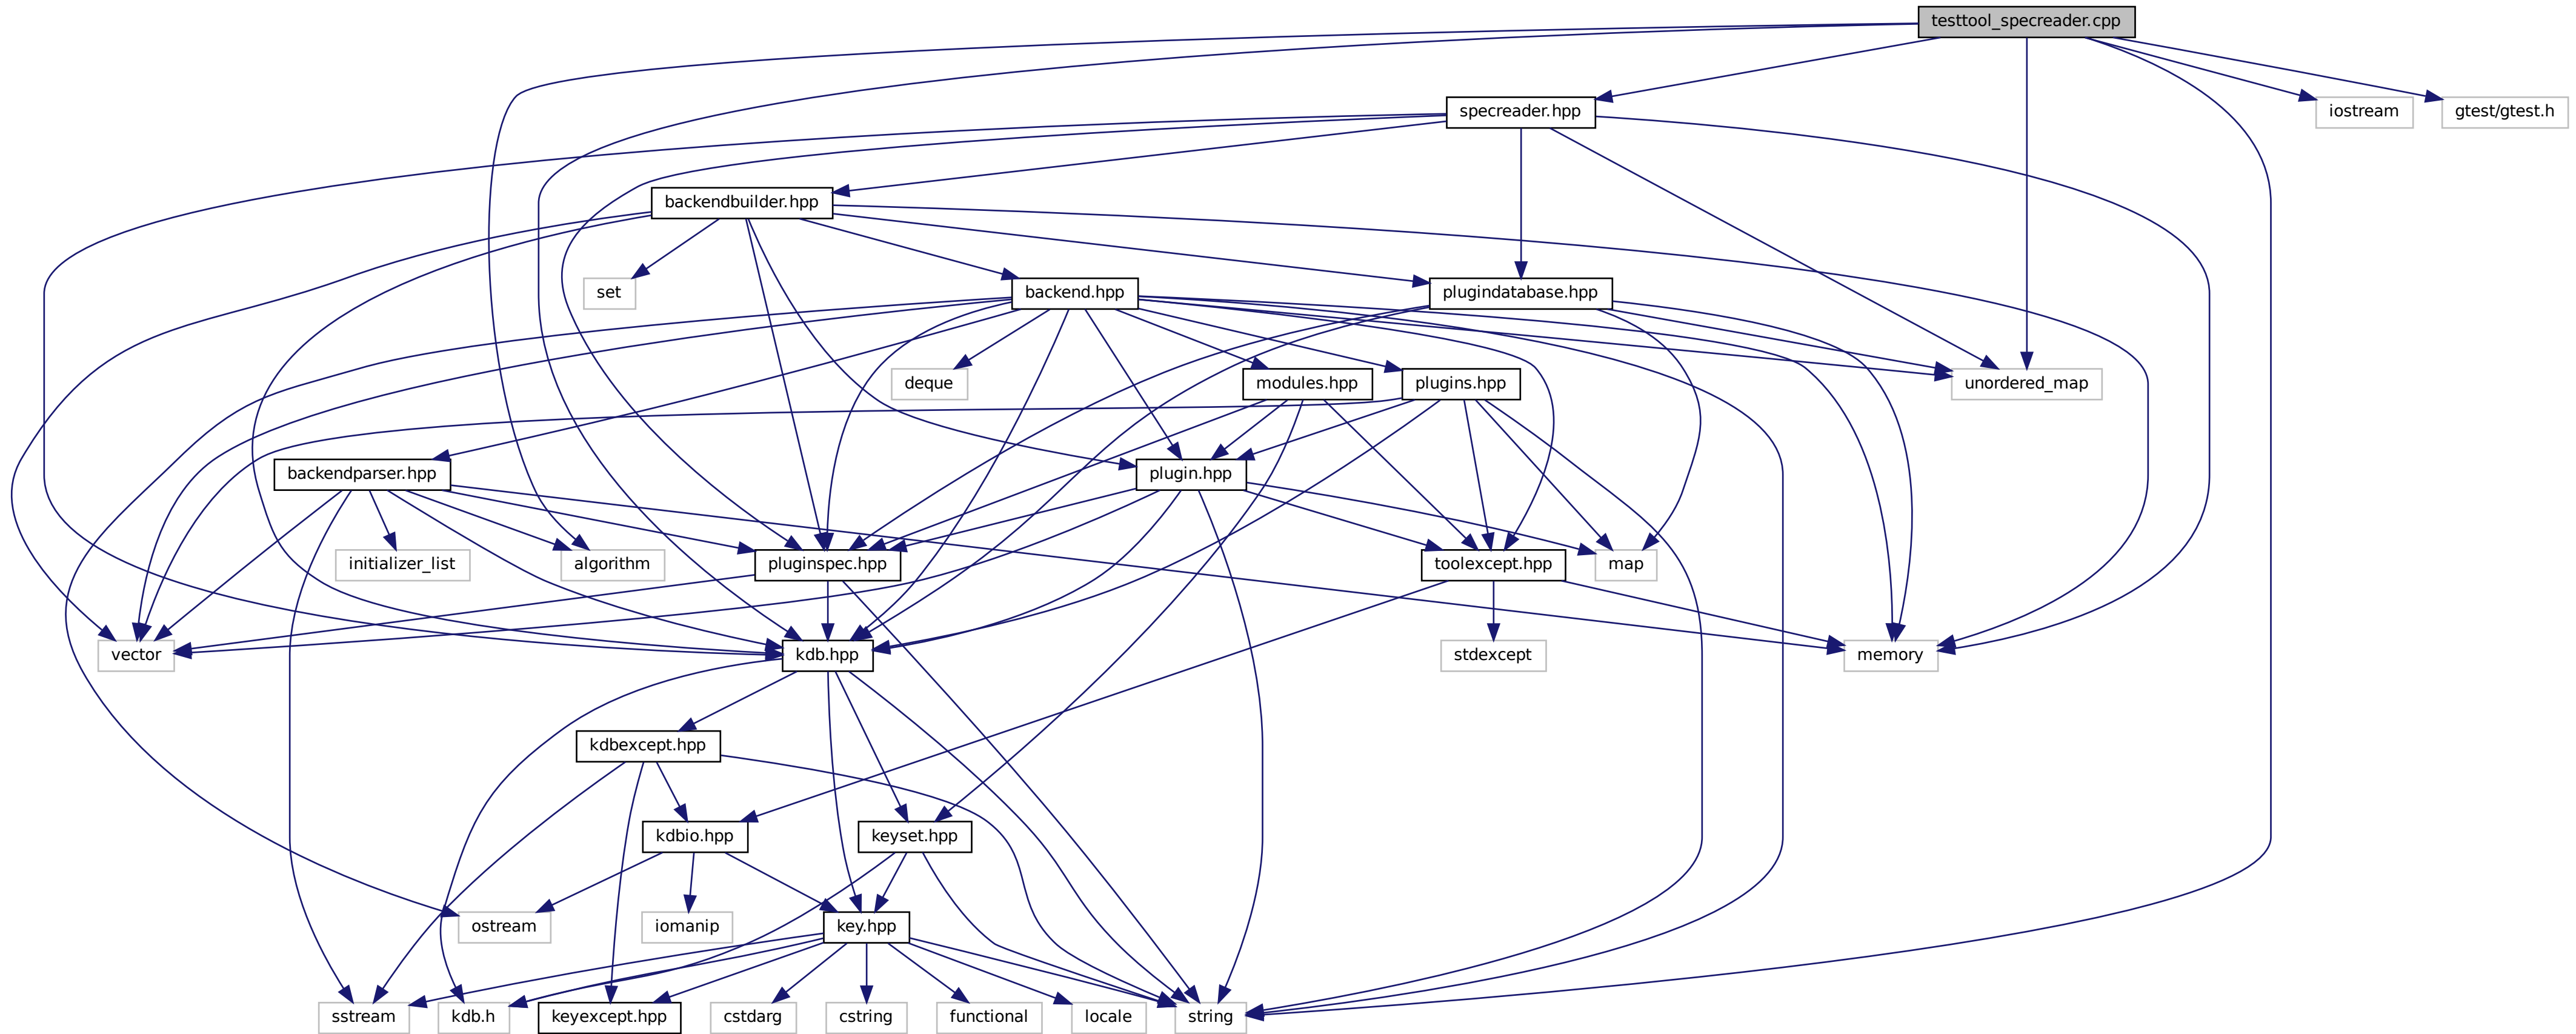 testtool_specreader.cpp
specreader.hpp
iostream
gtest/gtest.h
backendbuilder.hpp
set
backend.hpp
plugindatabase.hpp
deque
modules.hpp
plugins.hpp
unordered_map
backendparser.hpp
plugin.hpp
initializer_list
algorithm
pluginspec.hpp
toolexcept.hpp
map
vector
kdb.hpp
stdexcept
memory
kdbexcept.hpp
kdbio.hpp
keyset.hpp
ostream
iomanip
key.hpp
sstream
kdb.h
keyexcept.hpp
cstdarg
cstring
functional
locale
string